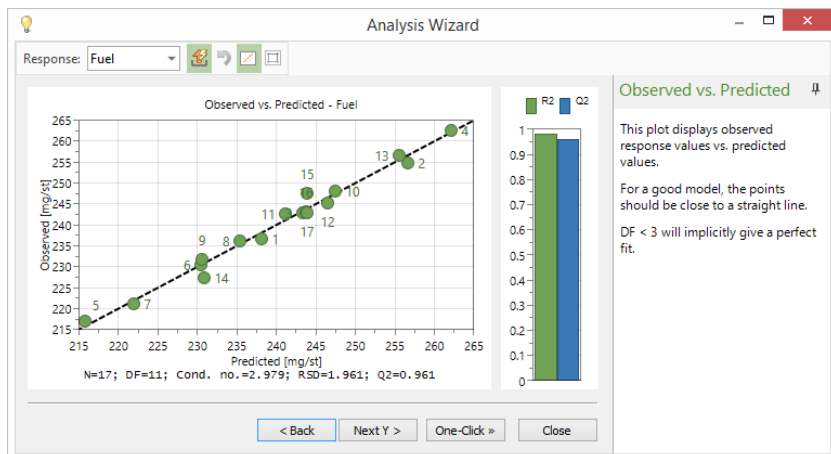 Analysis Wizard
Response: Fuel
Observed vs. Predicted - Fuel
R2 Q2
265
260
255
250
245
240
235
230
225
220
215
Observed [mg/st]
4
13
2
15
10
16
12
11
17
8
1
9
6
14
7
5
215 220 225 230 235 240 245 250 255 260 265
Predicted [mg/st]
N=17; DF=11; Cond. no.=2.979; RSD=1.961; Q2=0.961
1
0.9
0.8
0.7
0.6
0.5
0.4
0.3
0.2
0.1
0
Observed vs. Predicted
This plot displays observed
response values vs. predicted
values.
For a good model, the points
should be close to a straight line.
DF < 3 will implicitly give a perfect
fit.
< Back
Next Y >
One-Click »
Close